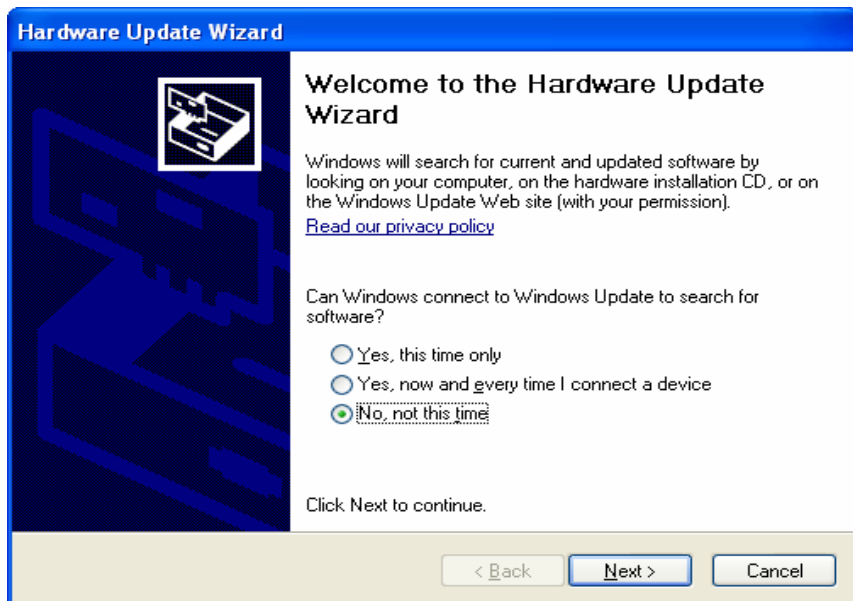 Hardware Update Wizard
Welcome to the Hardware Update
Wizard
Windows will search for current and updated software by
looking on your computer, on the hardware installation CD, or on
the Windows Update Web site (with your permission).
Read our privacy policy
Can Windows connect to Windows Update to search for
software?
Yes, this time only
Yes, now and every time I connect a device
No, not this time
Click Next to continue.
< Back Next > Cancel